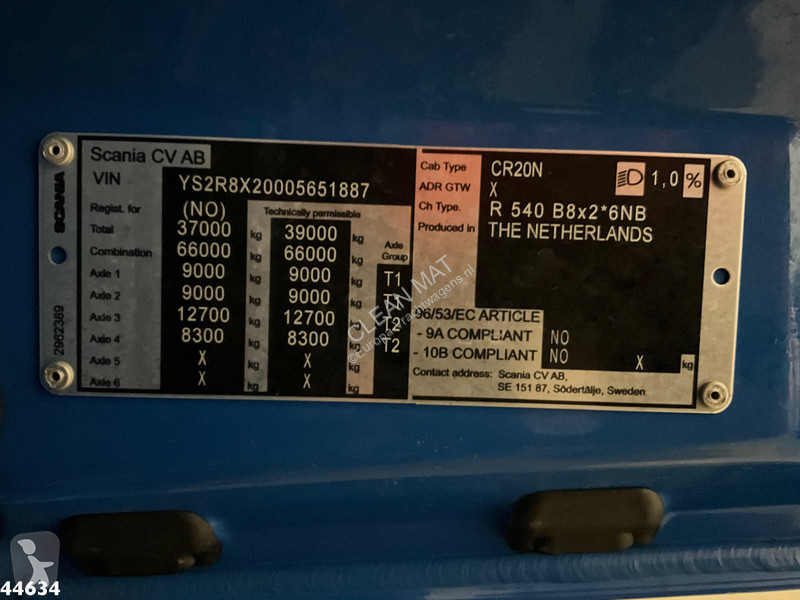 Scania CV AB
VIN YS2R8X20005651887
Regist. for (NO) Technically permissible
Total 37000 kg 39000 kg Axle
Combination 66000 kg 66000 kg Group
Axle 1 9000 kg 9000 kg T1
Axle 2 9000 kg 9000 kg
Axle 3 12700 kg 12700 kg T2
Axle 4 8300 kg 8300 kg T2
Axle 5 X kg X kg
Axle 6 X kg X kg
SCANIA
2962389
Cab Type CR20N 1,0 %
ADR GTW X
Ch Type. R 540 B8x2*6NB
Produced in THE NETHERLANDS
96/53/EC ARTICLE
- 9A COMPLIANT NO
- 10B COMPLIANT NO X kg
Contact address: Scania CV AB,
SE 151 87, Södertälje, Sweden
CLEAN MAT
44634